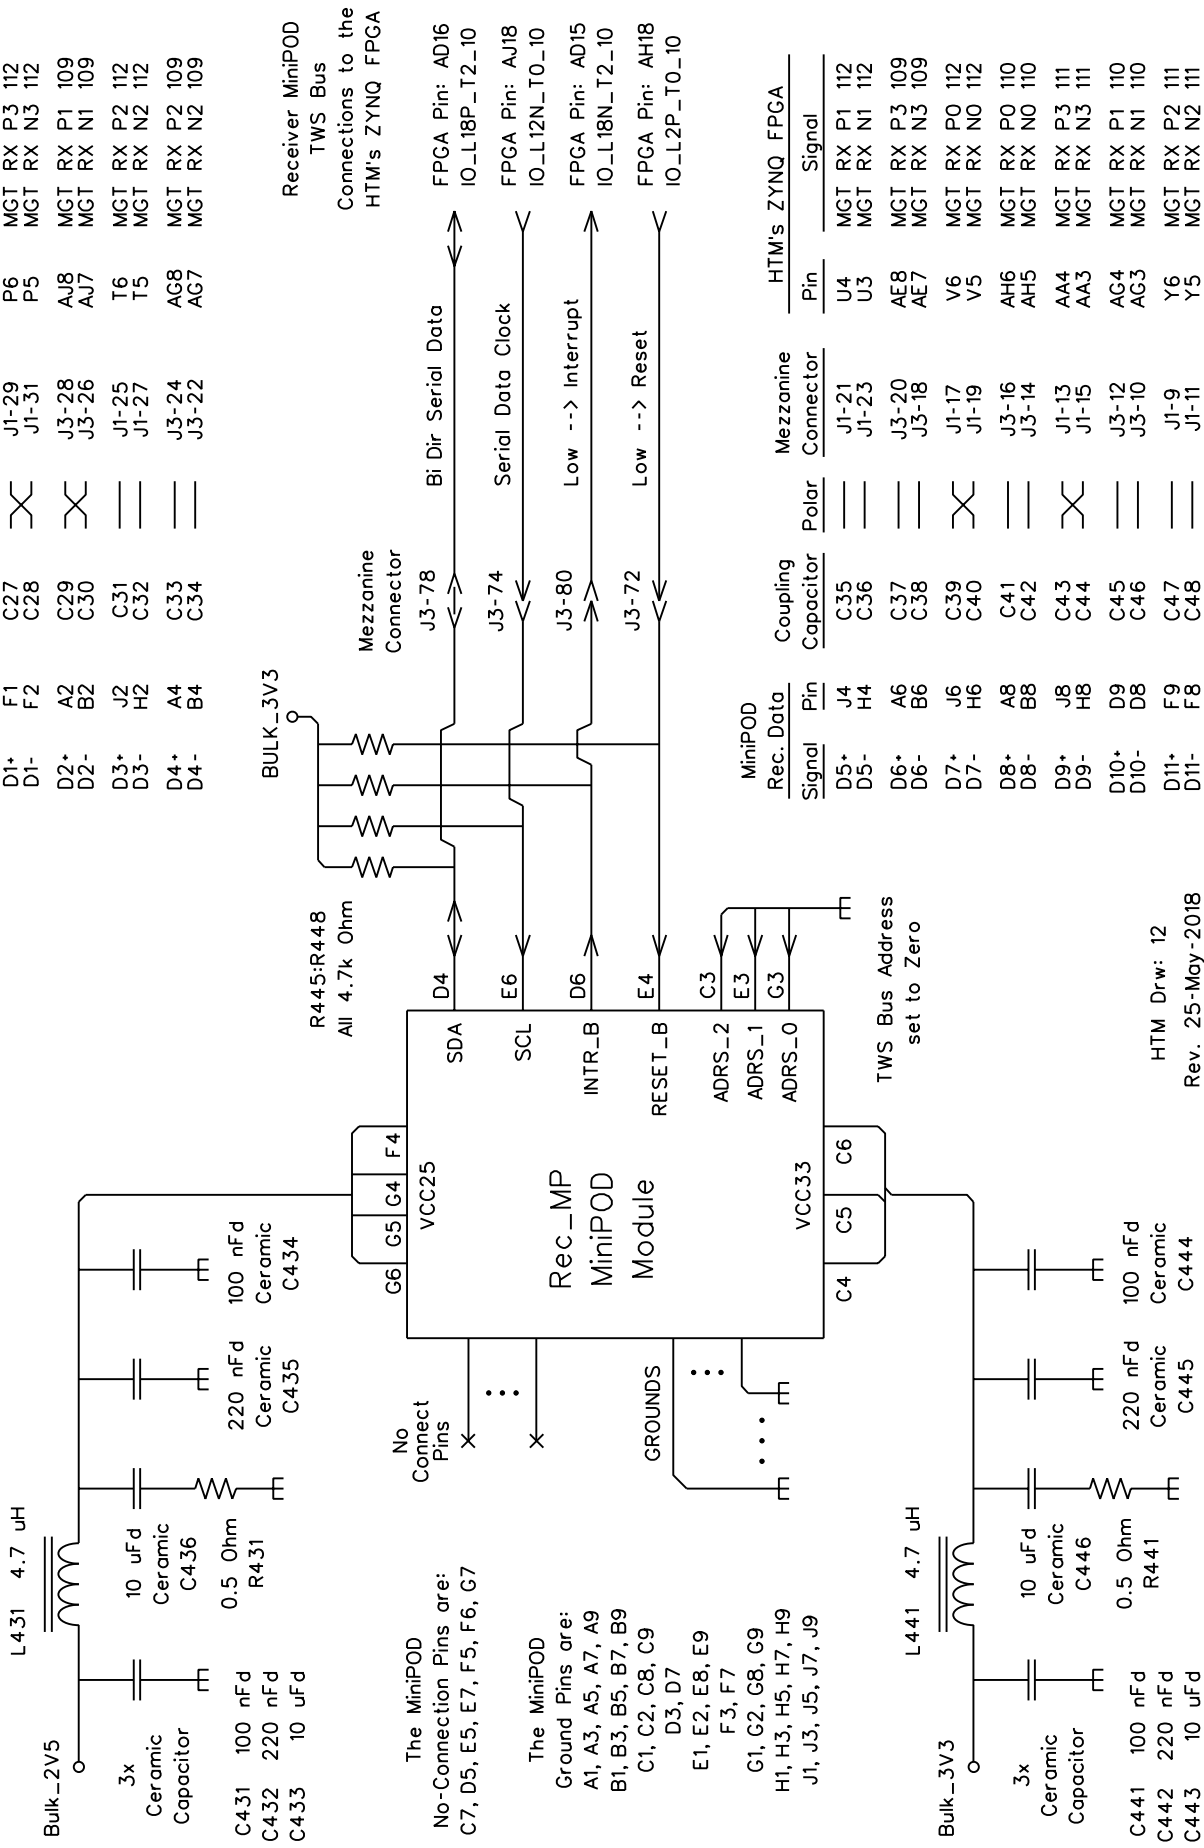 D1+ F1 C27 J1-29 P6 MGT RX P3 112
D1- F2 C28 J1-31 P5 MGT RX N3 112
D2+ A2 C29 J3-28 AJ8 MGT RX P1 109
D2- B2 C30 J3-26 AJ7 MGT RX N1 109
D3+ J2 C31 J1-25 T6 MGT RX P2 112
D3- H2 C32 J1-27 T5 MGT RX N2 112
D4+ A4 C33 J3-24 AG8 MGT RX P2 109
D4- B4 C34 J3-22 AG7 MGT RX N2 109
Receiver MiniPOD
TWS Bus
Connections to the
HTM's ZYNQ FPGA
BULK_3V3
Mezzanine
Connector
R445:R448
All 4.7k Ohm
D4
J3-78
Bi Dir Serial Data
FPGA Pin: AD16
IO_L18P_T2_10
E6
J3-74
Serial Data Clock
FPGA Pin: AJ18
IO_L12N_T0_10
D6
J3-80
Low --> Interrupt
FPGA Pin: AD15
IO_L18N_T2_10
E4
J3-72
Low --> Reset
FPGA Pin: AH18
IO_L2P_T0_10
C3
E3
G3
TWS Bus Address
set to Zero
SDA
SCL
INTR_B
RESET_B
ADRS_2
ADRS_1
ADRS_0
G6 G5 G4 F4
VCC25
Rec_MP
MiniPOD
Module
VCC33
C4 C5 C6
L431 4.7 uH
Bulk_2V5
3x
Ceramic
Capacitor
C431 100 nFd
C432 220 nFd
C433 10 uFd
10 uFd
Ceramic
C436
0.5 Ohm
R431
220 nFd
Ceramic
C435
100 nFd
Ceramic
C434
No
Connect
Pins
GROUNDS
The MiniPOD
No-Connection Pins are:
C7, D5, E5, E7, F5, F6, G7
The MiniPOD
Ground Pins are:
A1, A3, A5, A7, A9
B1, B3, B5, B7, B9
C1, C2, C8, C9
D3, D7
E1, E2, E8, E9
F3, F7
G1, G2, G8, G9
H1, H3, H5, H7, H9
J1, J3, J5, J7, J9
L441 4.7 uH
Bulk_3V3
3x
Ceramic
Capacitor
C441 100 nFd
C442 220 nFd
C443 10 uFd
10 uFd
Ceramic
C446
0.5 Ohm
R441
220 nFd
Ceramic
C445
100 nFd
Ceramic
C444
MiniPOD
Rec. Data
Signal Pin
Coupling
Capacitor
Polar
Mezzanine
Connector
HTM's ZYNQ FPGA
Pin Signal
D5+ J4 C35 J1-21 U4 MGT RX P1 112
D5- H4 C36 J1-23 U3 MGT RX N1 112
D6+ A6 C37 J3-20 AE8 MGT RX P3 109
D6- B6 C38 J3-18 AE7 MGT RX N3 109
D7+ J6 C39 J1-17 V6 MGT RX P0 112
D7- H6 C40 J1-19 V5 MGT RX N0 112
D8+ A8 C41 J3-16 AH6 MGT RX P0 110
D8- B8 C42 J3-14 AH5 MGT RX N0 110
D9+ J8 C43 J1-13 AA4 MGT RX P3 111
D9- H8 C44 J1-15 AA3 MGT RX N3 111
D10+ D9 C45 J3-12 AG4 MGT RX P1 110
D10- D8 C46 J3-10 AG3 MGT RX N1 110
D11+ F9 C47 J1-9 Y6 MGT RX P2 111
D11- F8 C48 J1-11 Y5 MGT RX N2 111
HTM Drw: 12
Rev. 25-May-2018